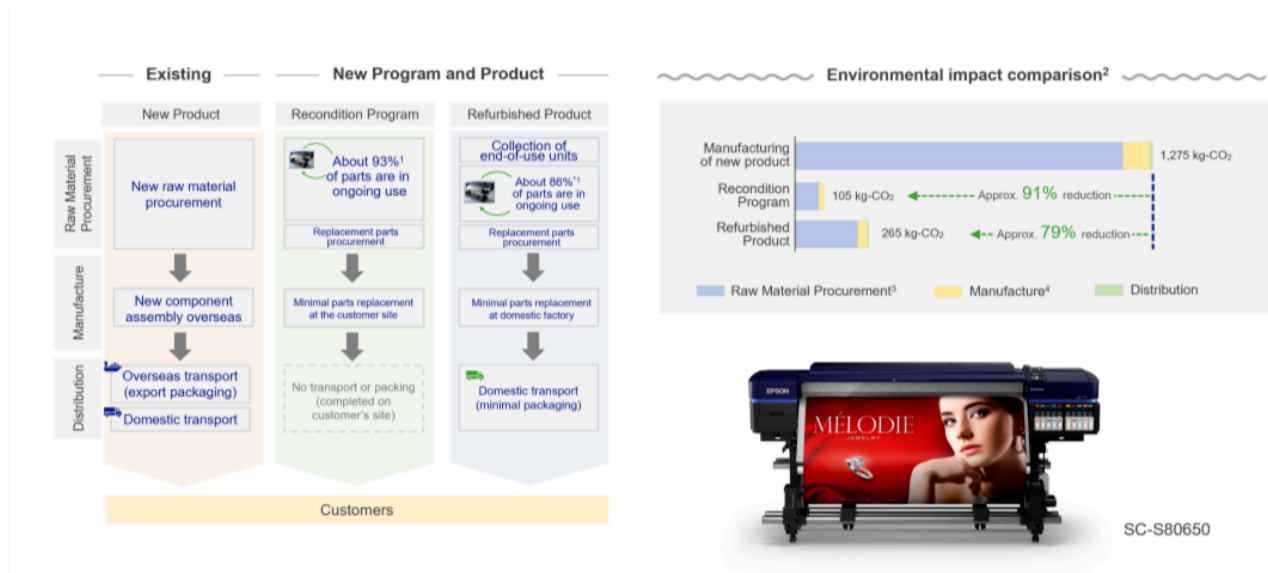 Existing
New Program and Product
New Product
Recondition Program
Refurbished Product
Raw Material
Procurement
New raw material
procurement
About 93%¹
of parts are in
ongoing use
Replacement parts
procurement
Collection of
end-of-use units
About 86%*¹
of parts are in
ongoing use
Replacement parts
procurement
Manufacture
New component
assembly overseas
Minimal parts replacement
at the customer site
Minimal parts replacement
at domestic factory
Distribution
Overseas transport
(export packaging)
Domestic transport
No transport or packing
(completed on
customer's site)
Domestic transport
(minimal packaging)
Customers
Environmental impact comparison²
Manufacturing
of new product
1,275 kg-CO₂
Recondition
Program
105 kg-CO₂
Approx. 91% reduction
Refurbished
Product
265 kg-CO₂
Approx. 79% reduction
Raw Material Procurement³
Manufacture⁴
Distribution
EPSON
MÉLODIE
JEWELRY
SC-S80650